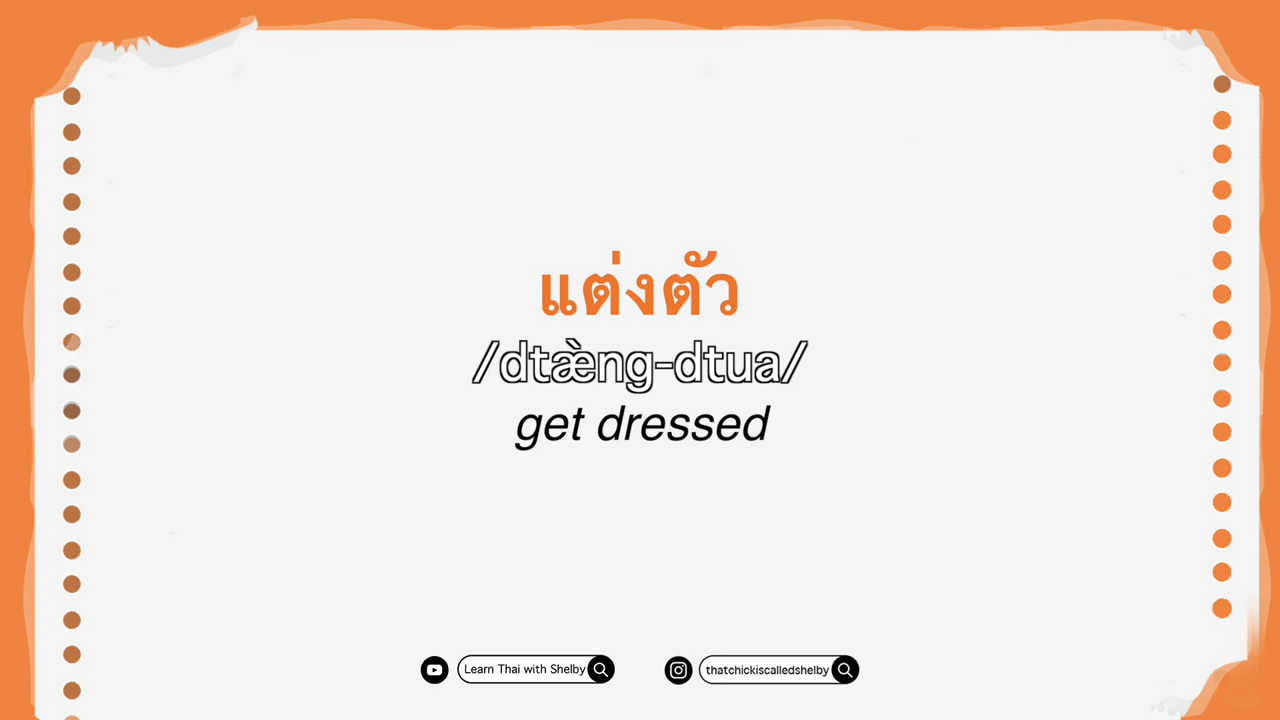 แต่งตัว
/dtæ̀ng-dtua/
get dressed
Learn Thai with Shelby
thatchickiscalledshelby